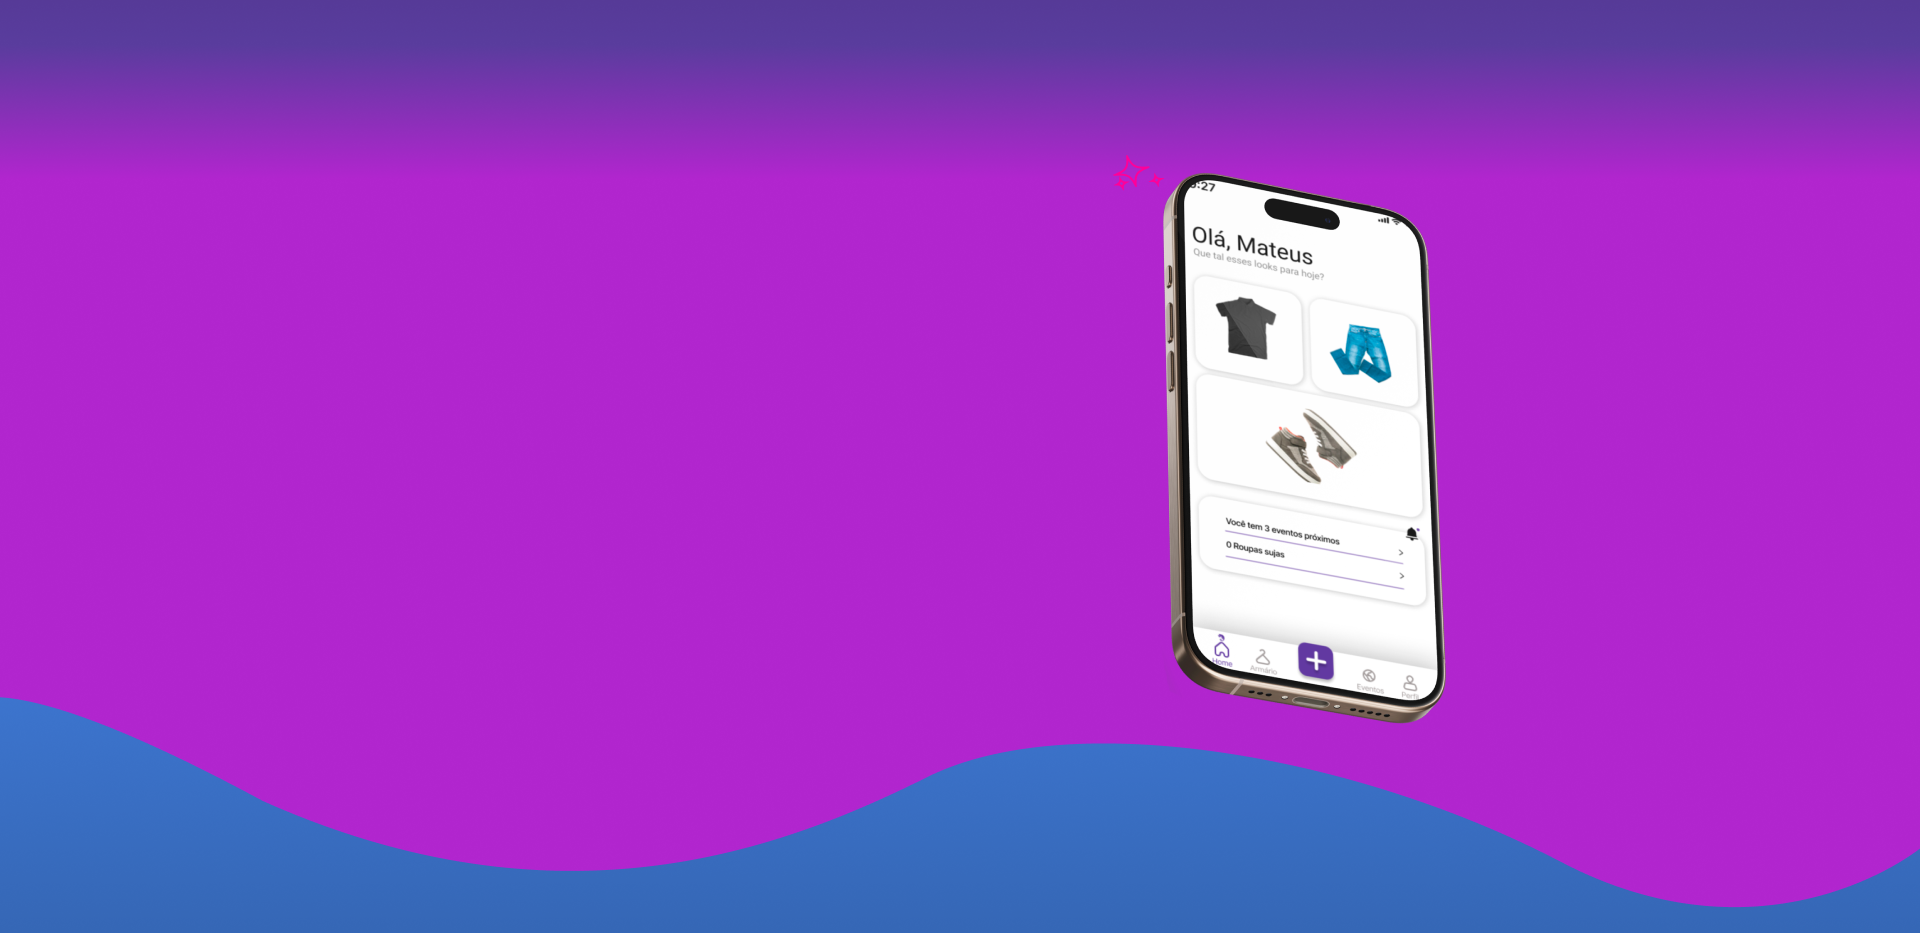 :27
Olá, Mateus
Que tal esses looks para hoje?
Você tem 3 eventos próximos
>
0 Roupas sujas
>
Home
Armário
Eventos
Perfil